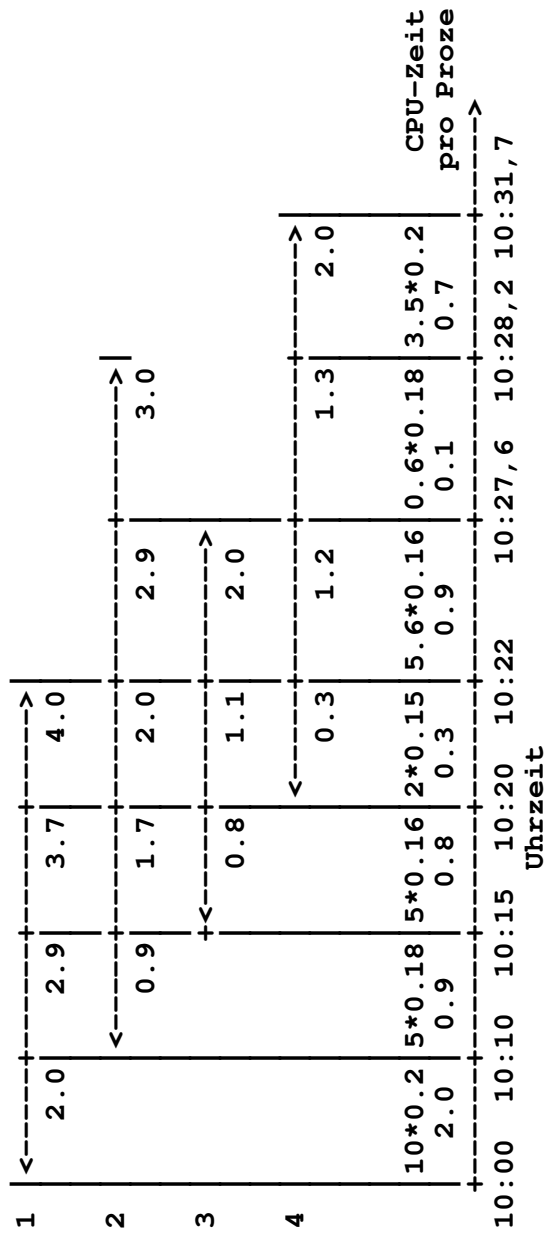 1
2.0 2.9 3.7 4.0
2
0.9 1.7 2.0 2.9 3.0
3
0.8 1.1 2.0
4
0.3 1.2 1.3 2.0
10*0.2 5*0.18 5*0.16 2*0.15 5.6*0.16 0.6*0.18 3.5*0.2 CPU-Zeit
2.0 0.9 0.8 0.3 0.9 0.1 0.7 pro Proze
10:00 10:10 10:15 10:20 10:22 10:27,6 10:28,2 10:31,7
Uhrzeit